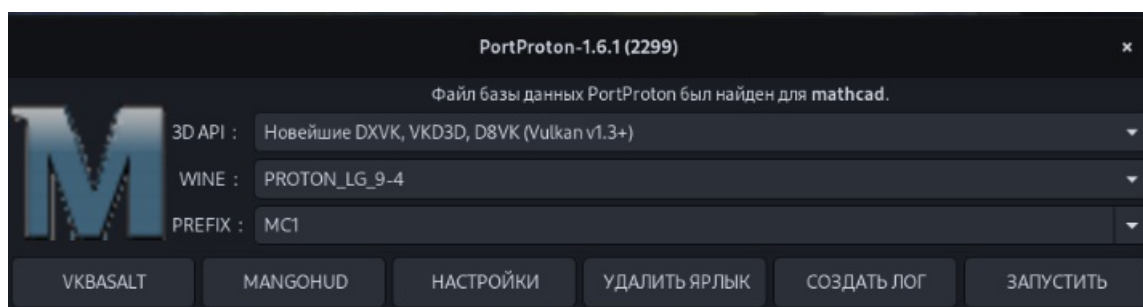 PortProton-1.6.1 (2299)
×
Файл базы данных PortProton был найден для mathcad.
3D API : Новейшие DXVK, VKD3D, D8VK (Vulkan v1.3+)
WINE : PROTON_LG_9-4
PREFIX : MC1
VKBASALT MANGOHUD НАСТРОЙКИ УДАЛИТЬ ЯРЛЫК СОЗДАТЬ ЛОГ ЗАПУСТИТЬ